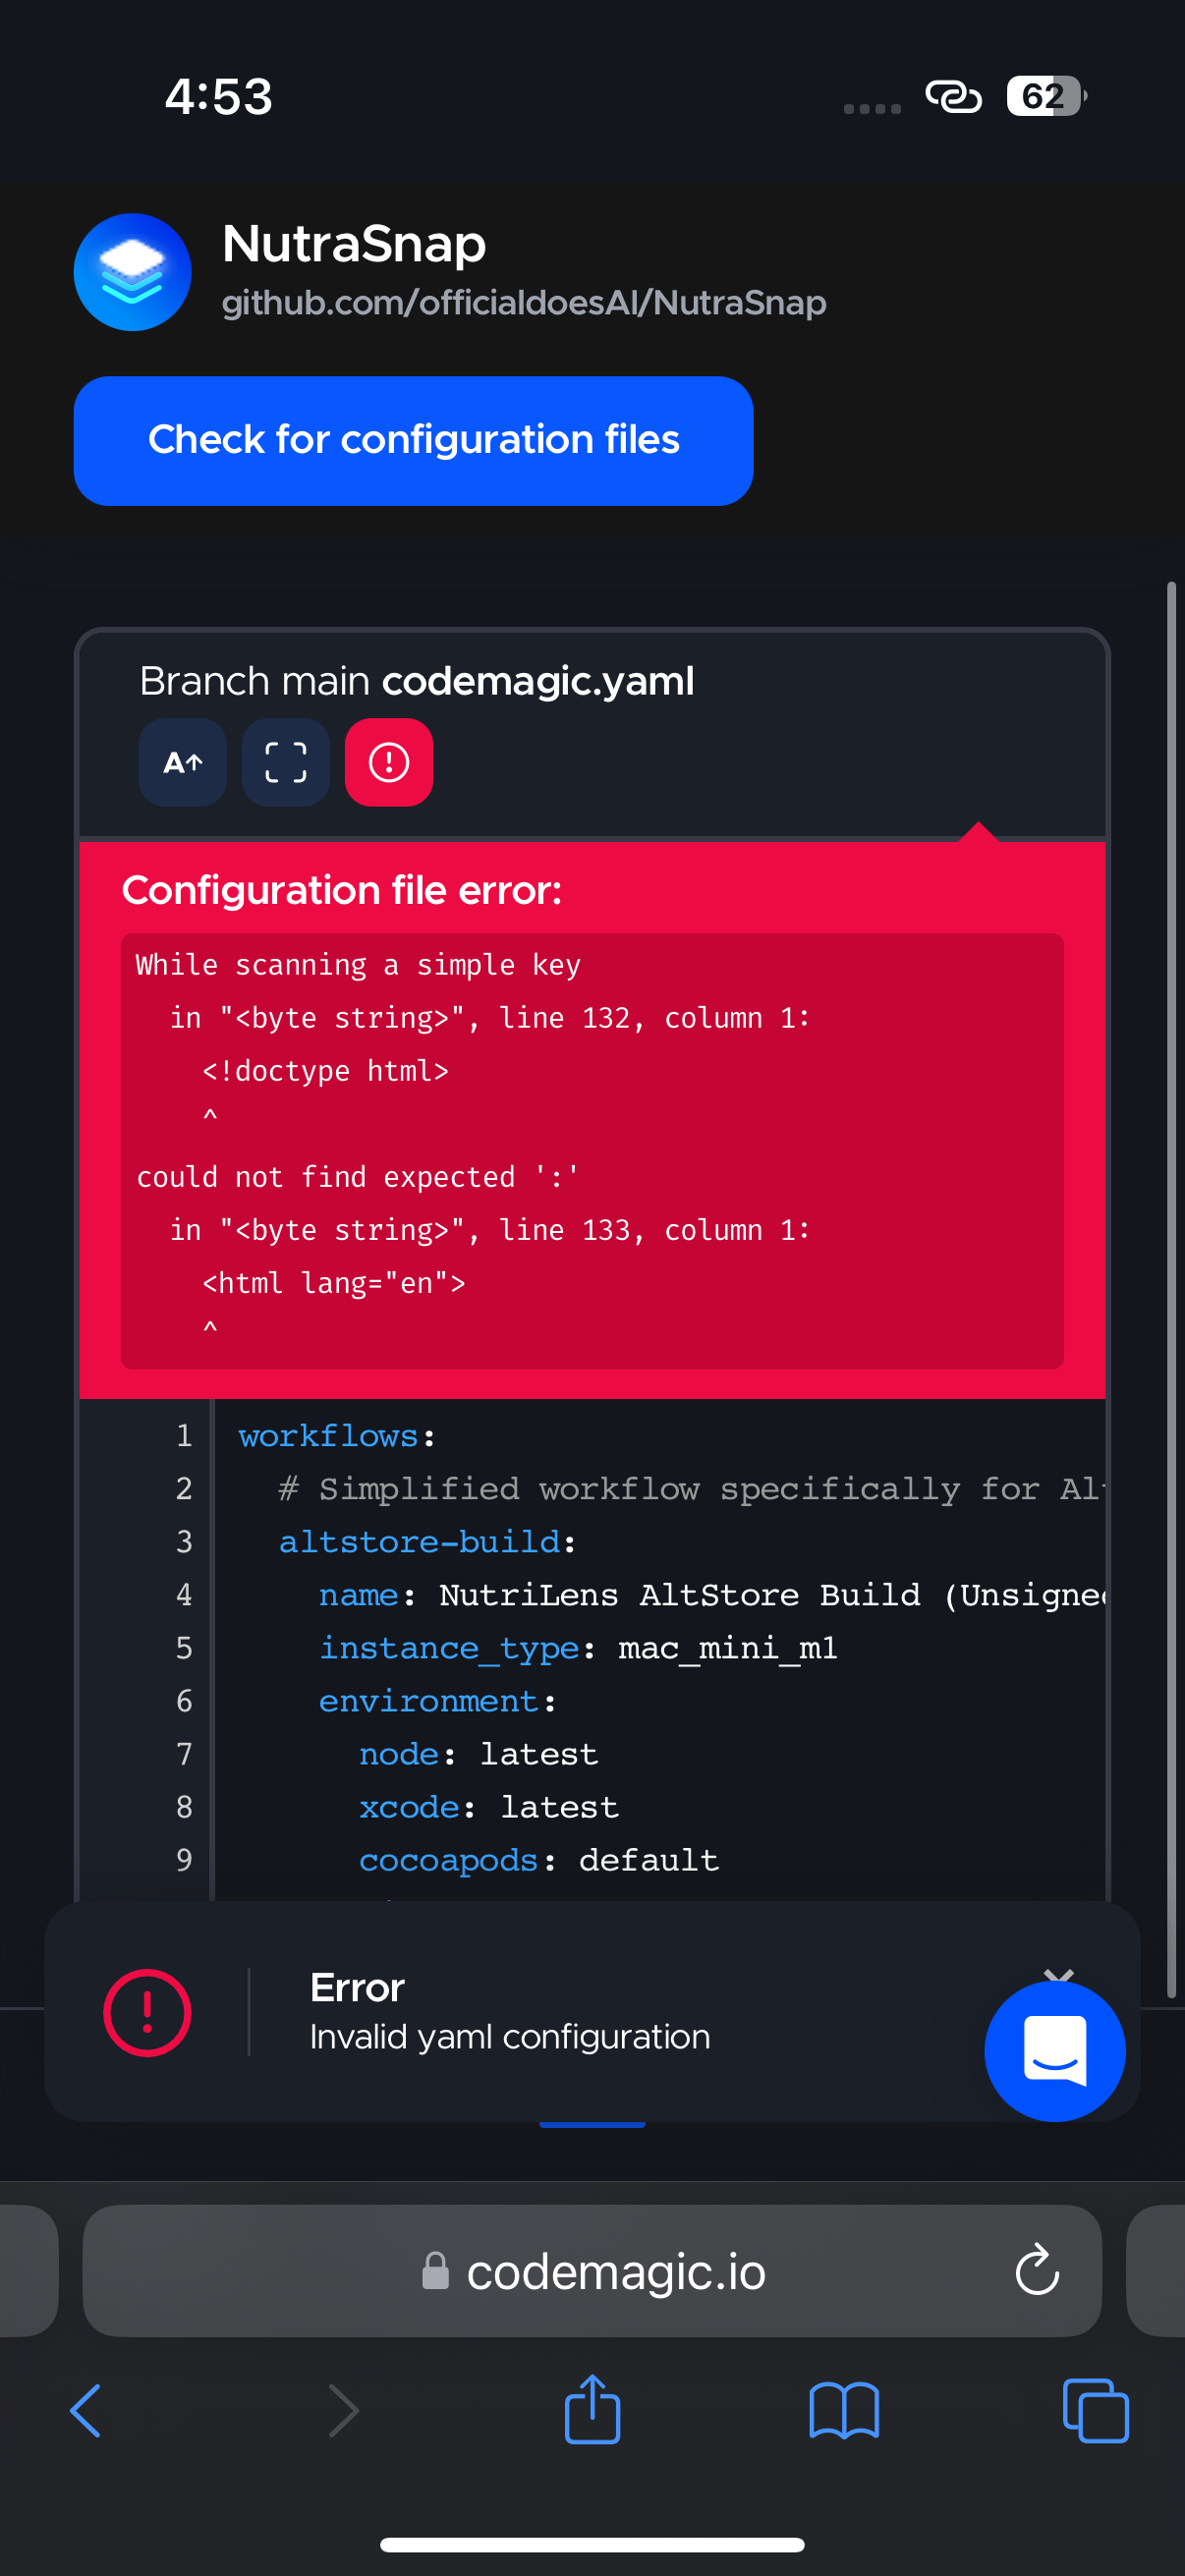 4:53
62
NutraSnap
github.com/officialdoesAI/NutraSnap
Check for configuration files
Branch main codemagic.yaml
A↑
Configuration file error:
While scanning a simple key
in "<byte string>", line 132, column 1:
<!doctype html>
^
could not find expected ':'
in "<byte string>", line 133, column 1:
<html lang="en">
^
1 workflows:
2 # Simplified workflow specifically for
3 altstore-build:
4 name: NutriLens AltStore Build
5 instance_type: mac_mini_m1
6 environment:
7 node: latest
8 xcode: latest
9 cocoapods: default
Error
Invalid yaml configuration
codemagic.io